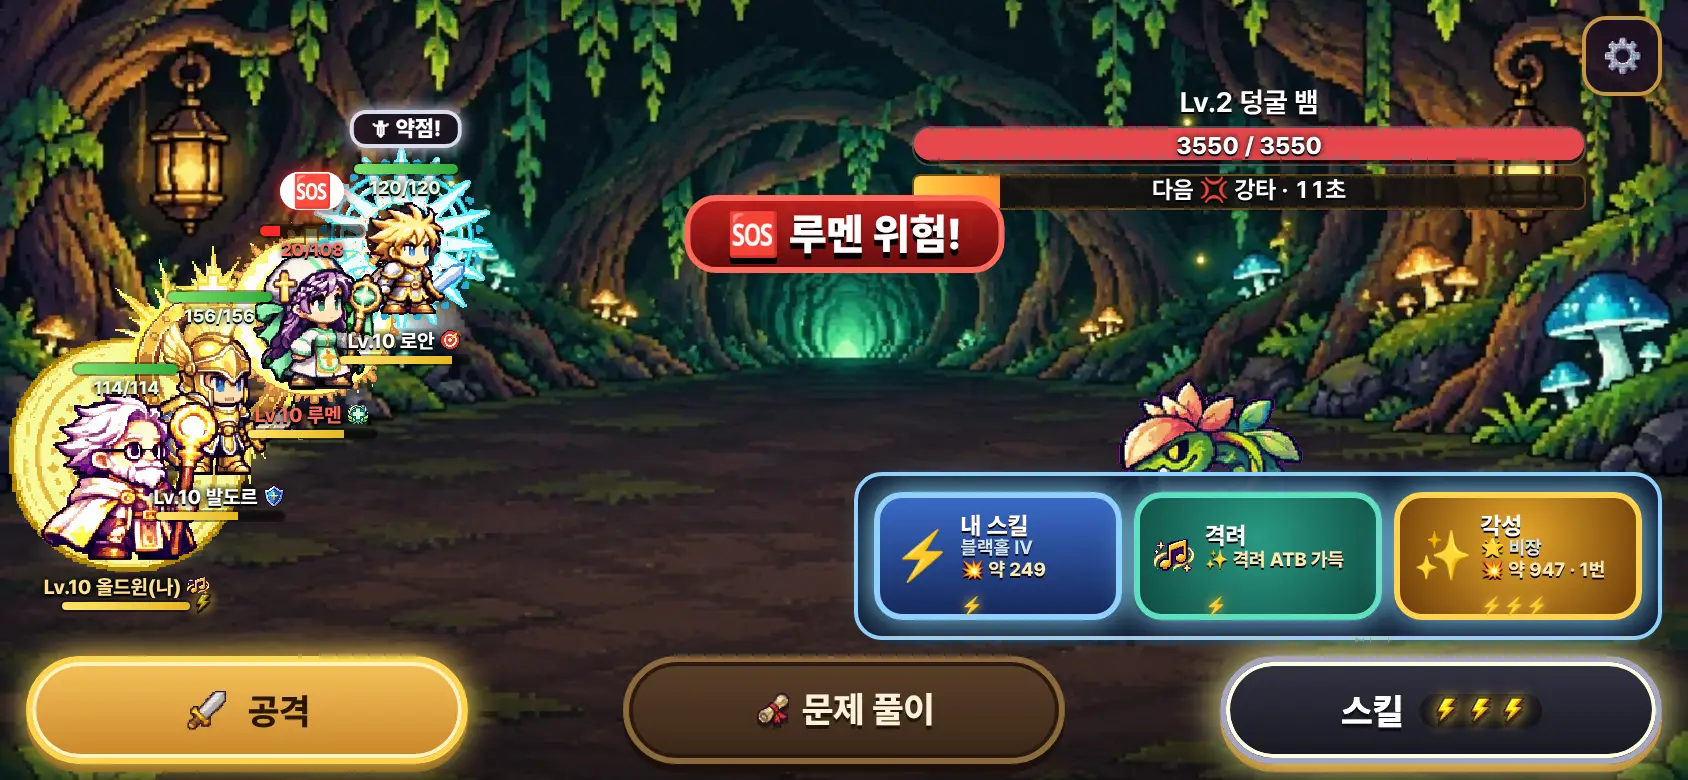 Lv.2 덩굴 뱀
3550 / 3550
다음 💢 강타 · 11초
약점!
SOS
120/120
SOS 루멘 위험!
20/108
156/156
Lv.10 로안
114/114
Lv.10 루멘
Lv.10 발도르
Lv.10 올드윈(나)
내 스킬
블랙홀 IV
💥 약 249
격려
✨ 격려 ATB 가득
각성
🌟 비장
💥 약 947 · 1번
공격
문제 풀이
스킬